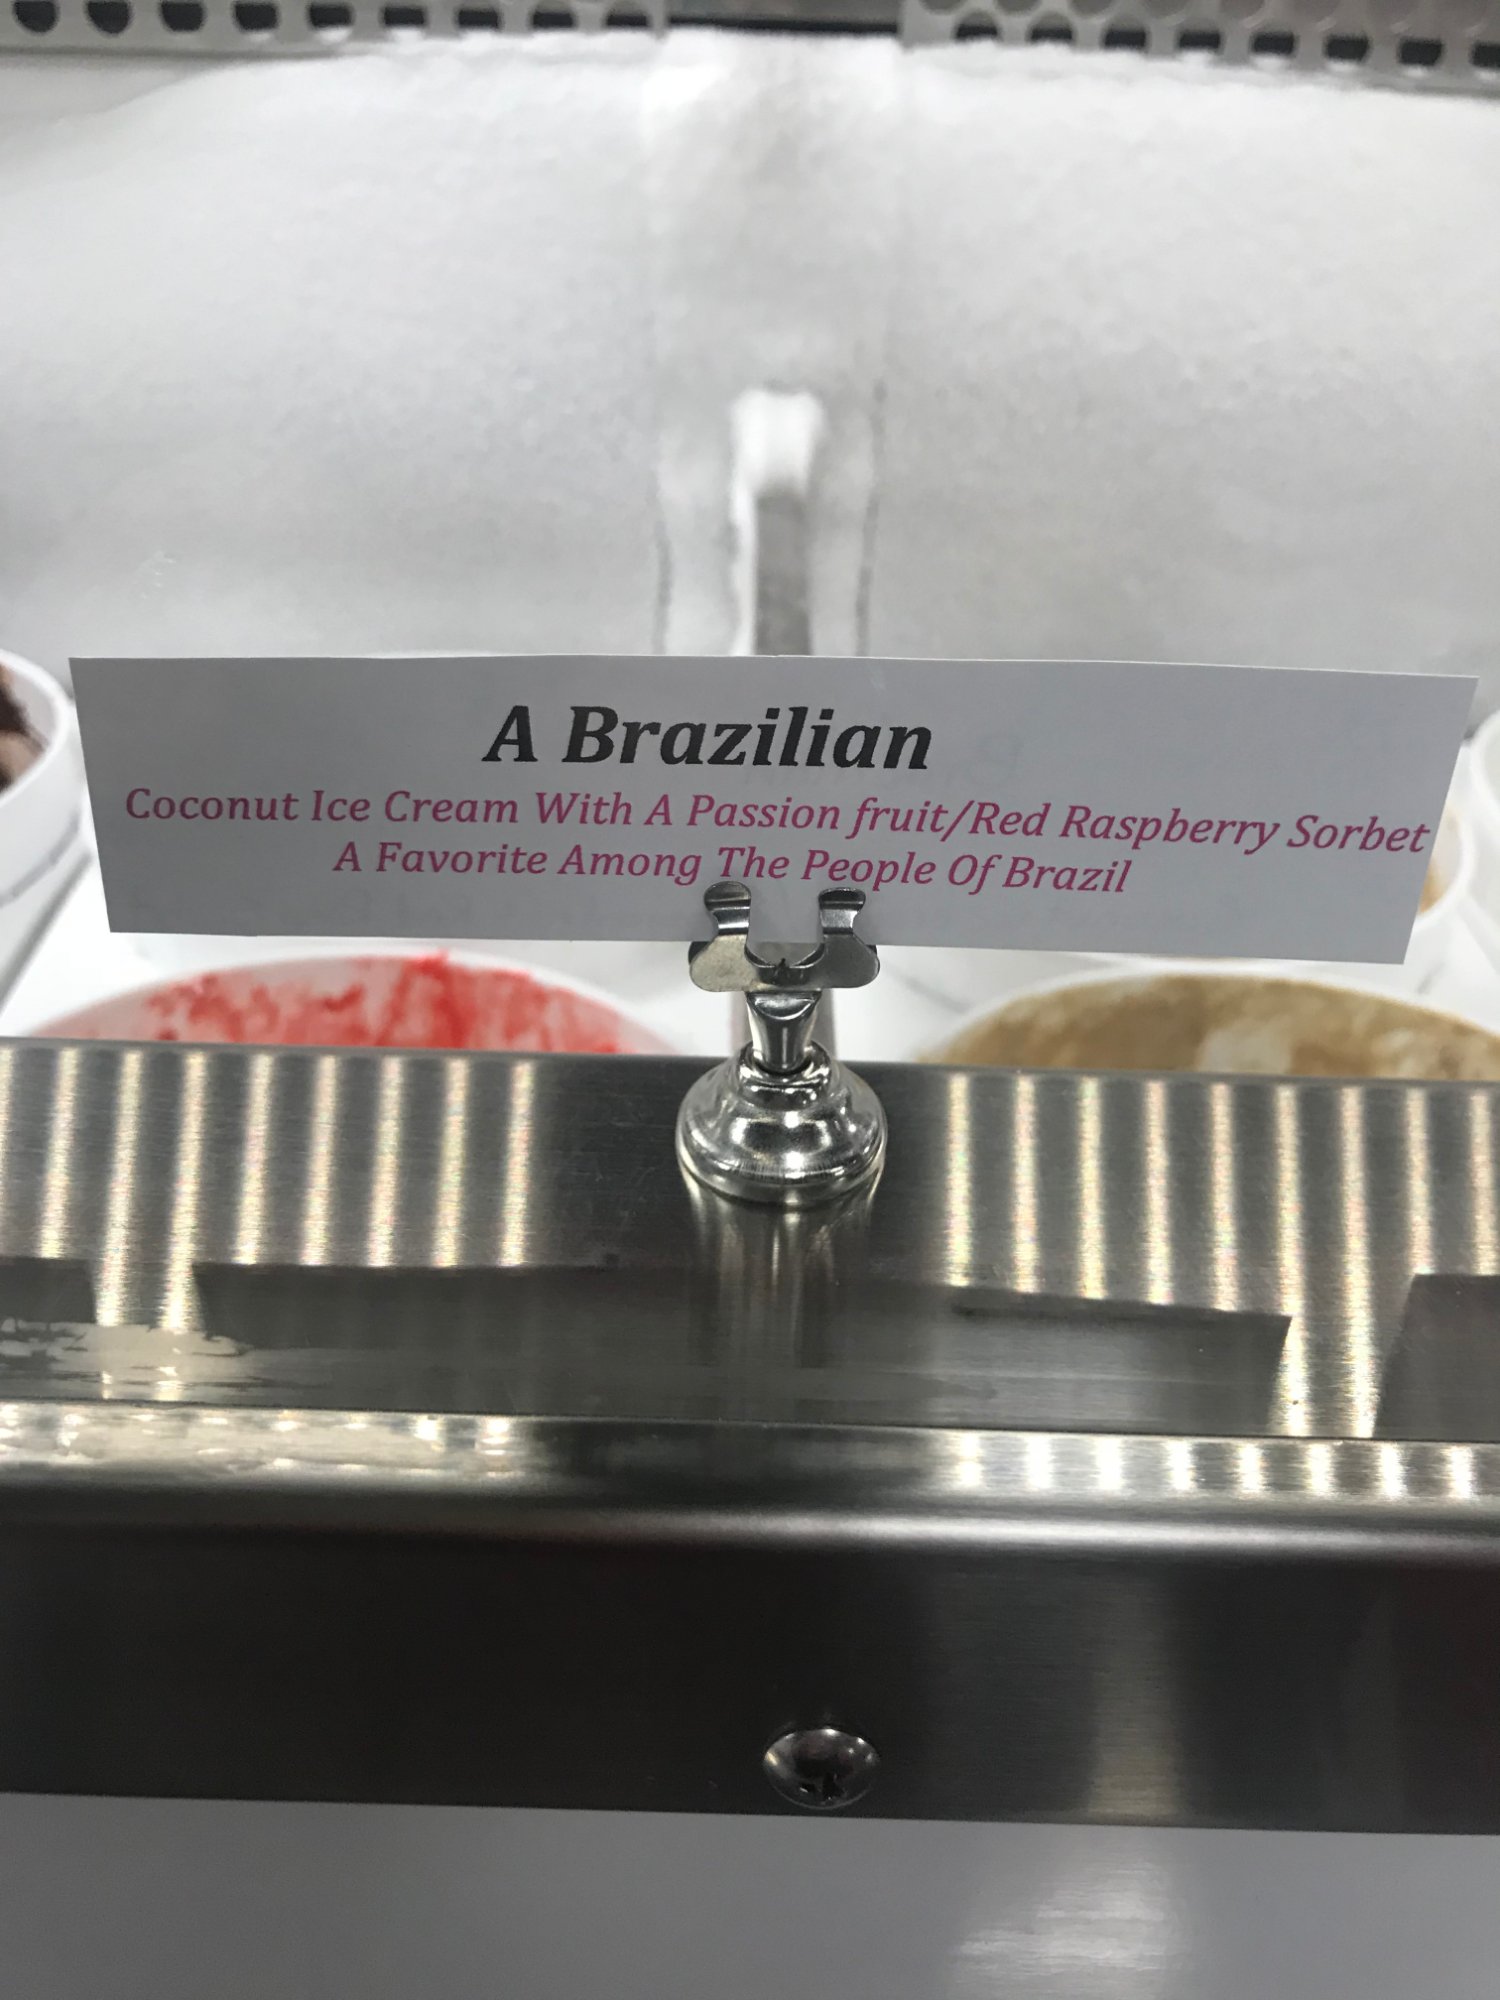 A Brazilian
Coconut Ice Cream With A Passion fruit/Red Raspberry Sorbet
A Favorite Among The People Of Brazil